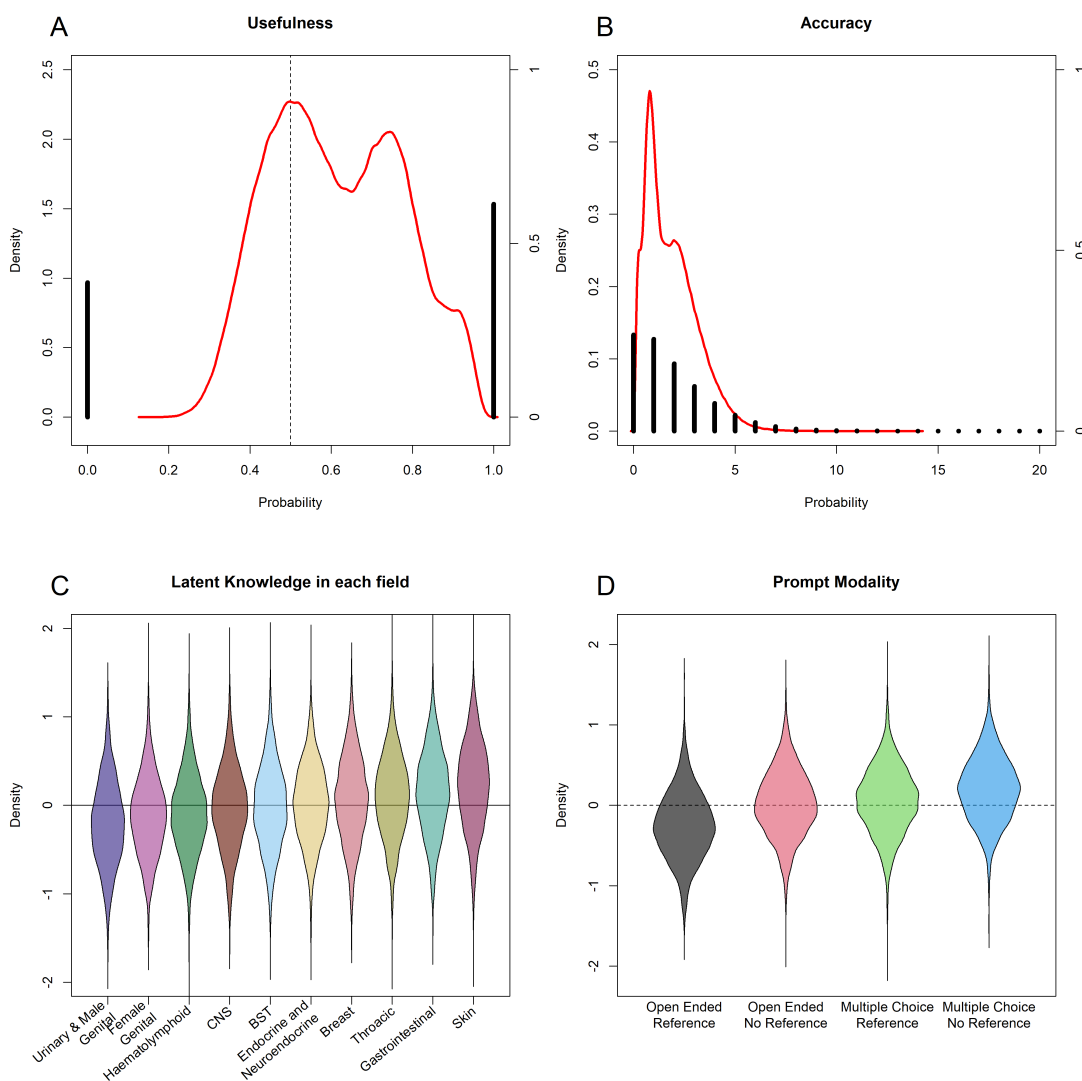 A
Usefulness
2.5
2.0
1.5
1.0
0.5
0.0
Density
1
0.5
0
0.0
0.2
0.4
0.6
0.8
1.0
Probability
B
Accuracy
0.5
0.4
0.3
0.2
0.1
0.0
Density
1
0
0
5
10
15
20
Probability
C
Latent Knowledge in each field
2
1
0
-1
-2
Density
Urinary & Male
Genital
Female
Genital
Haematolymphoid
CNS
BST
Endocrine and
Neuroendocrine
Breast
Throacic
Gastrointestinal
Skin
D
Prompt Modality
2
1
0
-1
-2
Density
Open Ended
Reference
Open Ended
No Reference
Multiple Choice
Reference
Multiple Choice
No Reference